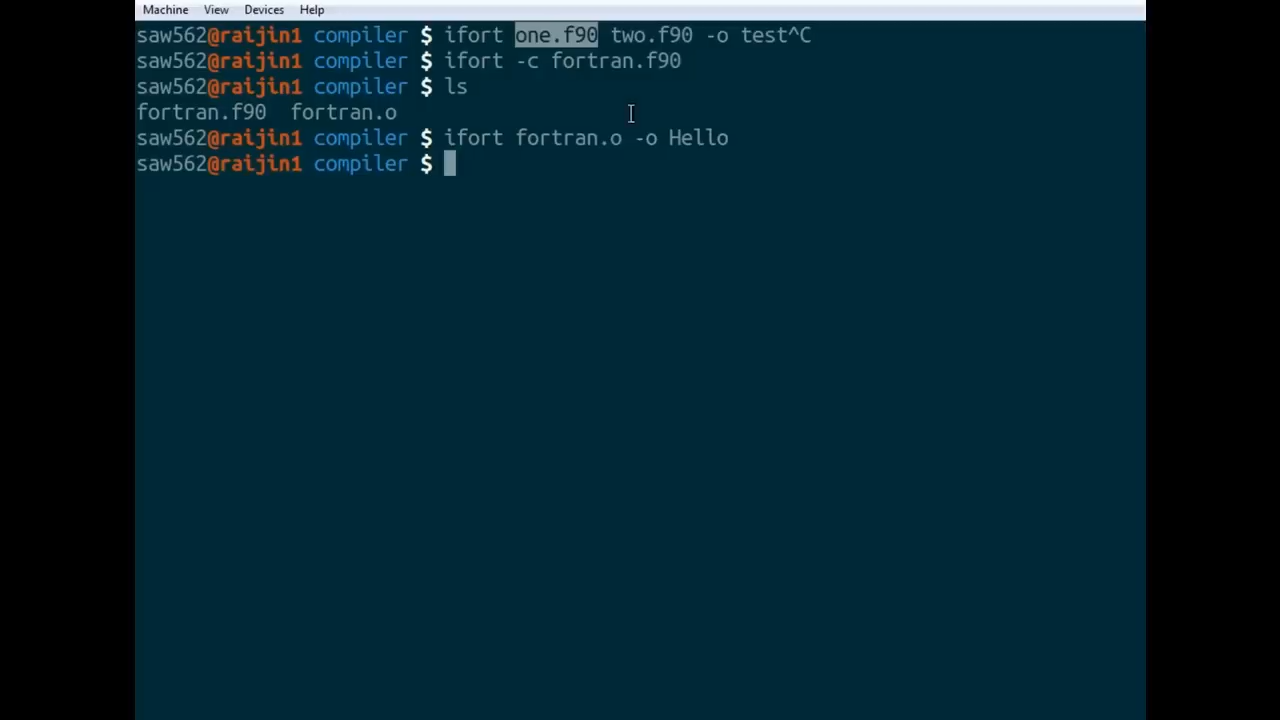 Machine View Devices Help
saw562@raijin1 compiler $ ifort one.f90 two.f90 -o test^C
saw562@raijin1 compiler $ ifort -c fortran.f90
saw562@raijin1 compiler $ ls
fortran.f90  fortran.o
saw562@raijin1 compiler $ ifort fortran.o -o Hello
saw562@raijin1 compiler $